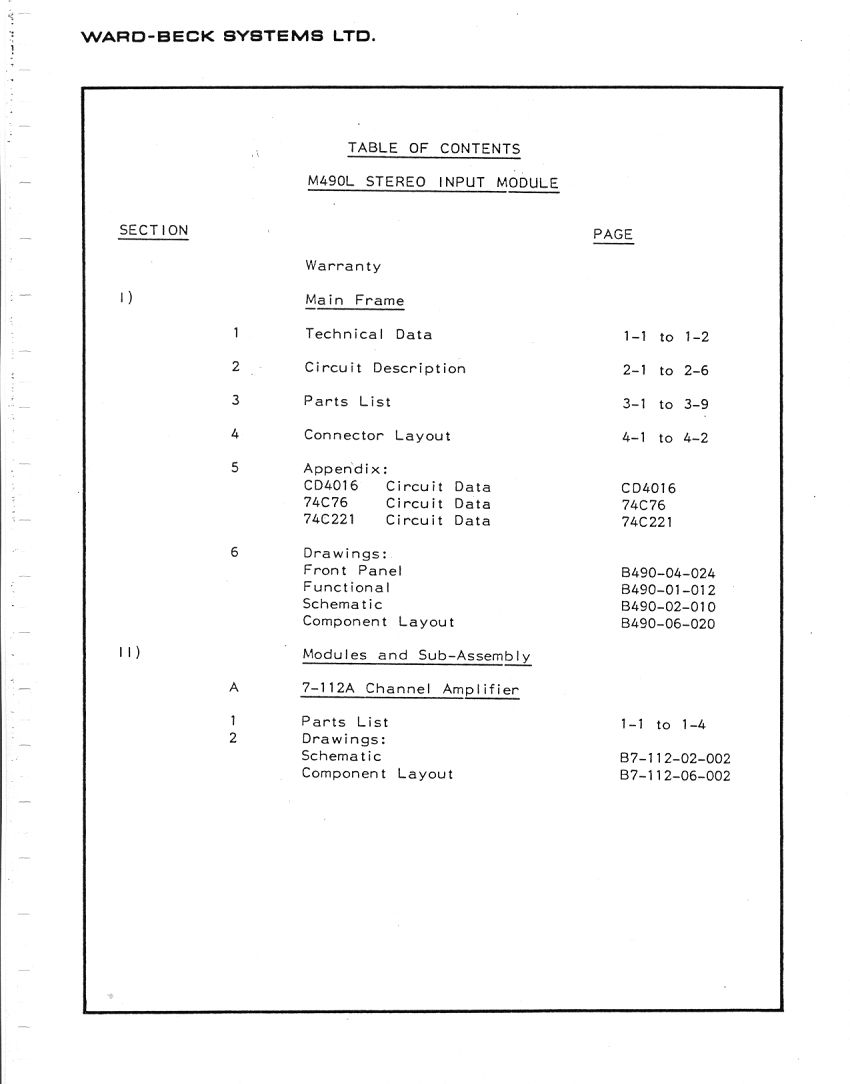 WARD-BECK SYSTEMS LTD.
TABLE OF CONTENTS
M490L STEREO INPUT MODULE
SECTION PAGE
Warranty
I) Main Frame
1 Technical Data 1-1 to 1-2
2 Circuit Description 2-1 to 2-6
3 Parts List 3-1 to 3-9
4 Connector Layout 4-1 to 4-2
5 Appendix:
CD4016 Circuit Data CD4016
74C76 Circuit Data 74C76
74C221 Circuit Data 74C221
6 Drawings:
Front Panel B490-04-024
Functional B490-01-012
Schematic B490-02-010
Component Layout B490-06-020
II) Modules and Sub-Assembly
A 7-112A Channel Amplifier
1 Parts List 1-1 to 1-4
2 Drawings:
Schematic B7-112-02-002
Component Layout B7-112-06-002